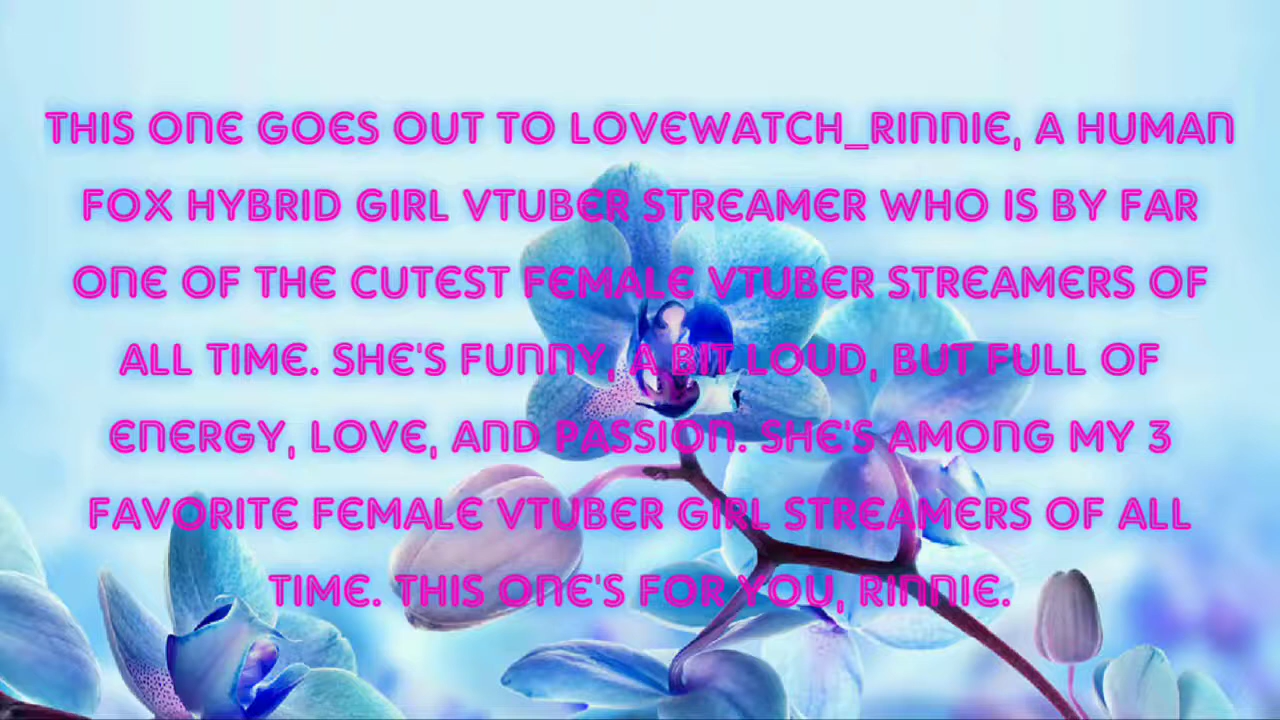 THIS ONE GOES OUT TO LOVEWATCH_RINNIE, A HUMAN
FOX HYBRID GIRL VTUBER STREAMER WHO IS BY FAR
ONE OF THE CUTEST FEMALE VTUBER STREAMERS OF
ALL TIME. SHE'S FUNNY, A BIT LOUD, BUT FULL OF
ENERGY, LOVE, AND PASSION. SHE'S AMONG MY 3
FAVORITE FEMALE VTUBER GIRL STREAMERS OF ALL
TIME. THIS ONE'S FOR YOU, RINNIE.